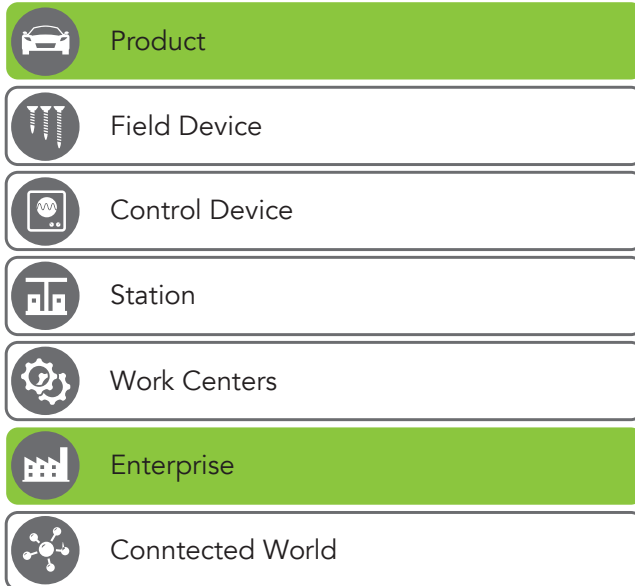 Product
Field Device
Control Device
Station
Work Centers
Enterprise
Conntected World